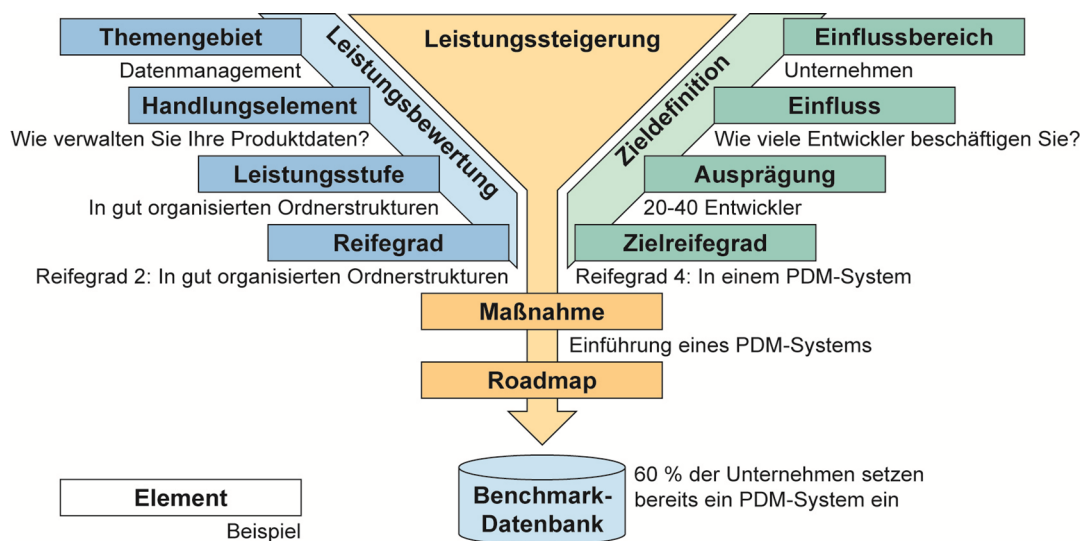 Leistungssteigerung
Leistungsbewertung
Zieldefinition
Themengebiet
Datenmanagement
Handlungselement
Wie verwalten Sie Ihre Produktdaten?
Leistungsstufe
In gut organisierten Ordnerstrukturen
Reifegrad
Reifegrad 2: In gut organisierten Ordnerstrukturen
Einflussbereich
Unternehmen
Einfluss
Wie viele Entwickler beschäftigen Sie?
Ausprägung
20-40 Entwickler
Zielreifegrad
Reifegrad 4: In einem PDM-System
Maßnahme
Einführung eines PDM-Systems
Roadmap
Benchmark-
Datenbank
60 % der Unternehmen setzen
bereits ein PDM-System ein
Element
Beispiel